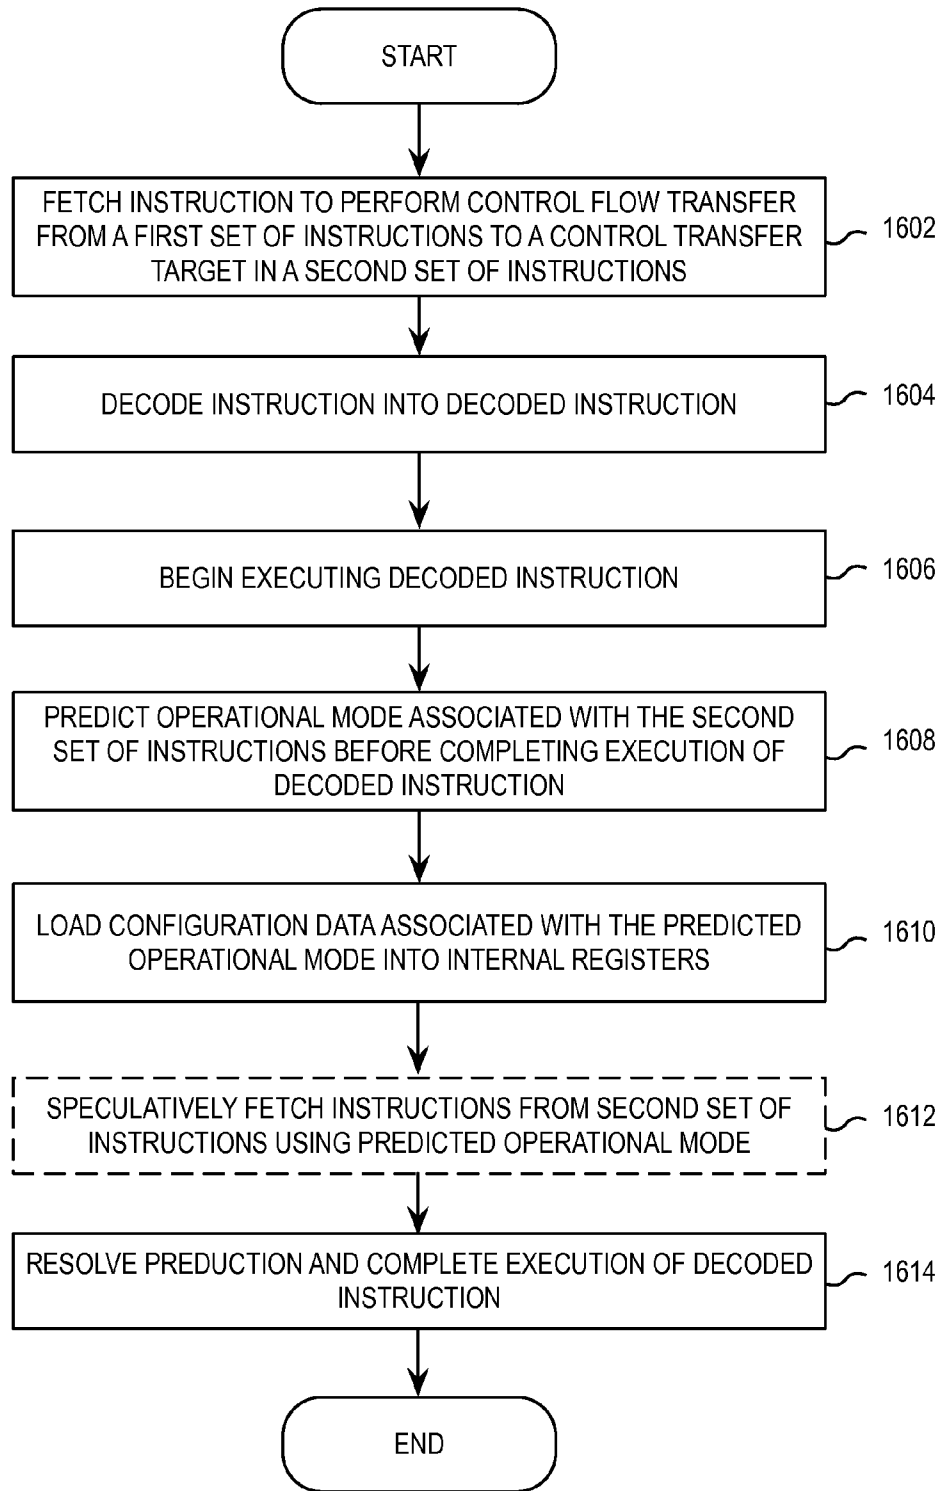 START
FETCH INSTRUCTION TO PERFORM CONTROL FLOW TRANSFER
FROM A FIRST SET OF INSTRUCTIONS TO A CONTROL TRANSFER
TARGET IN A SECOND SET OF INSTRUCTIONS
1602
DECODE INSTRUCTION INTO DECODED INSTRUCTION
1604
BEGIN EXECUTING DECODED INSTRUCTION
1606
PREDICT OPERATIONAL MODE ASSOCIATED WITH THE SECOND
SET OF INSTRUCTIONS BEFORE COMPLETING EXECUTION OF
DECODED INSTRUCTION
1608
LOAD CONFIGURATION DATA ASSOCIATED WITH THE PREDICTED
OPERATIONAL MODE INTO INTERNAL REGISTERS
1610
SPECULATIVELY FETCH INSTRUCTIONS FROM SECOND SET OF
INSTRUCTIONS USING PREDICTED OPERATIONAL MODE
1612
RESOLVE PREDUCTION AND COMPLETE EXECUTION OF DECODED
INSTRUCTION
1614
END